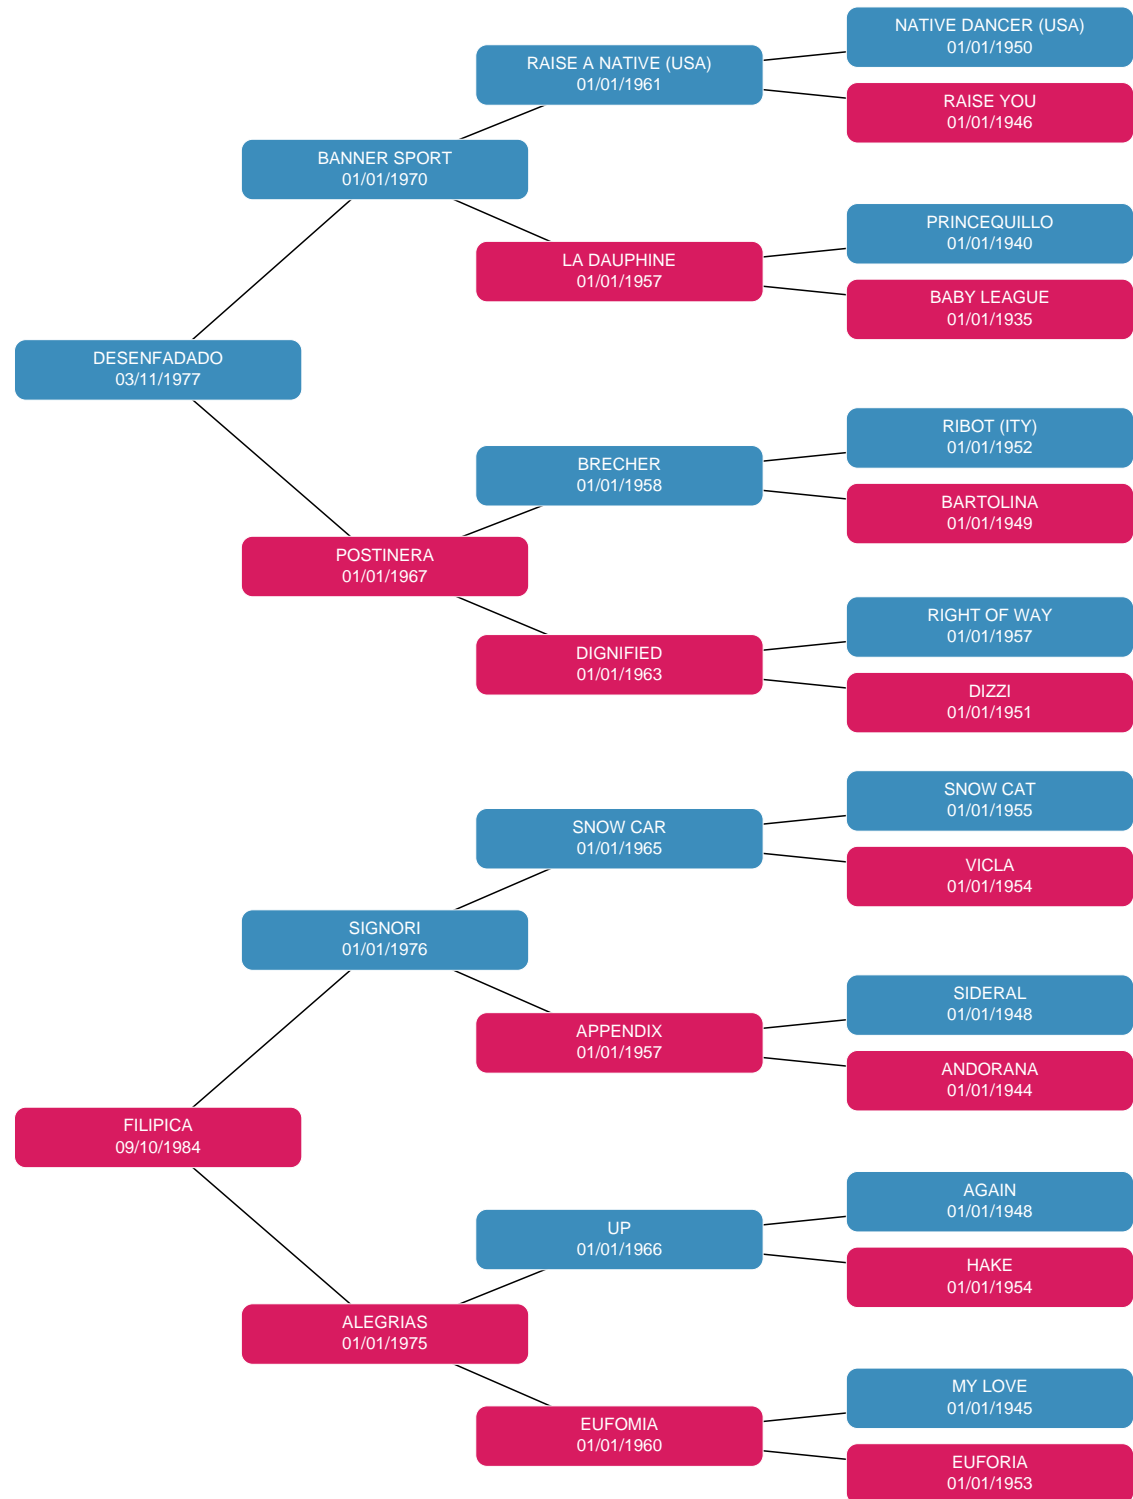 NATIVE DANCER (USA)
01/01/1950
RAISE A NATIVE (USA)
01/01/1961
RAISE YOU
01/01/1946
BANNER SPORT
01/01/1970
PRINCEQUILLO
01/01/1940
LA DAUPHINE
01/01/1957
BABY LEAGUE
01/01/1935
DESENFADADO
03/11/1977
RIBOT (ITY)
01/01/1952
BRECHER
01/01/1958
BARTOLINA
01/01/1949
POSTINERA
01/01/1967
RIGHT OF WAY
01/01/1957
DIGNIFIED
01/01/1963
DIZZI
01/01/1951
SNOW CAT
01/01/1955
SNOW CAR
01/01/1965
VICLA
01/01/1954
SIGNORI
01/01/1976
SIDERAL
01/01/1948
APPENDIX
01/01/1957
ANDORANA
01/01/1944
FILIPICA
09/10/1984
AGAIN
01/01/1948
UP
01/01/1966
HAKE
01/01/1954
ALEGRIAS
01/01/1975
MY LOVE
01/01/1945
EUFOMIA
01/01/1960
EUFORIA
01/01/1953